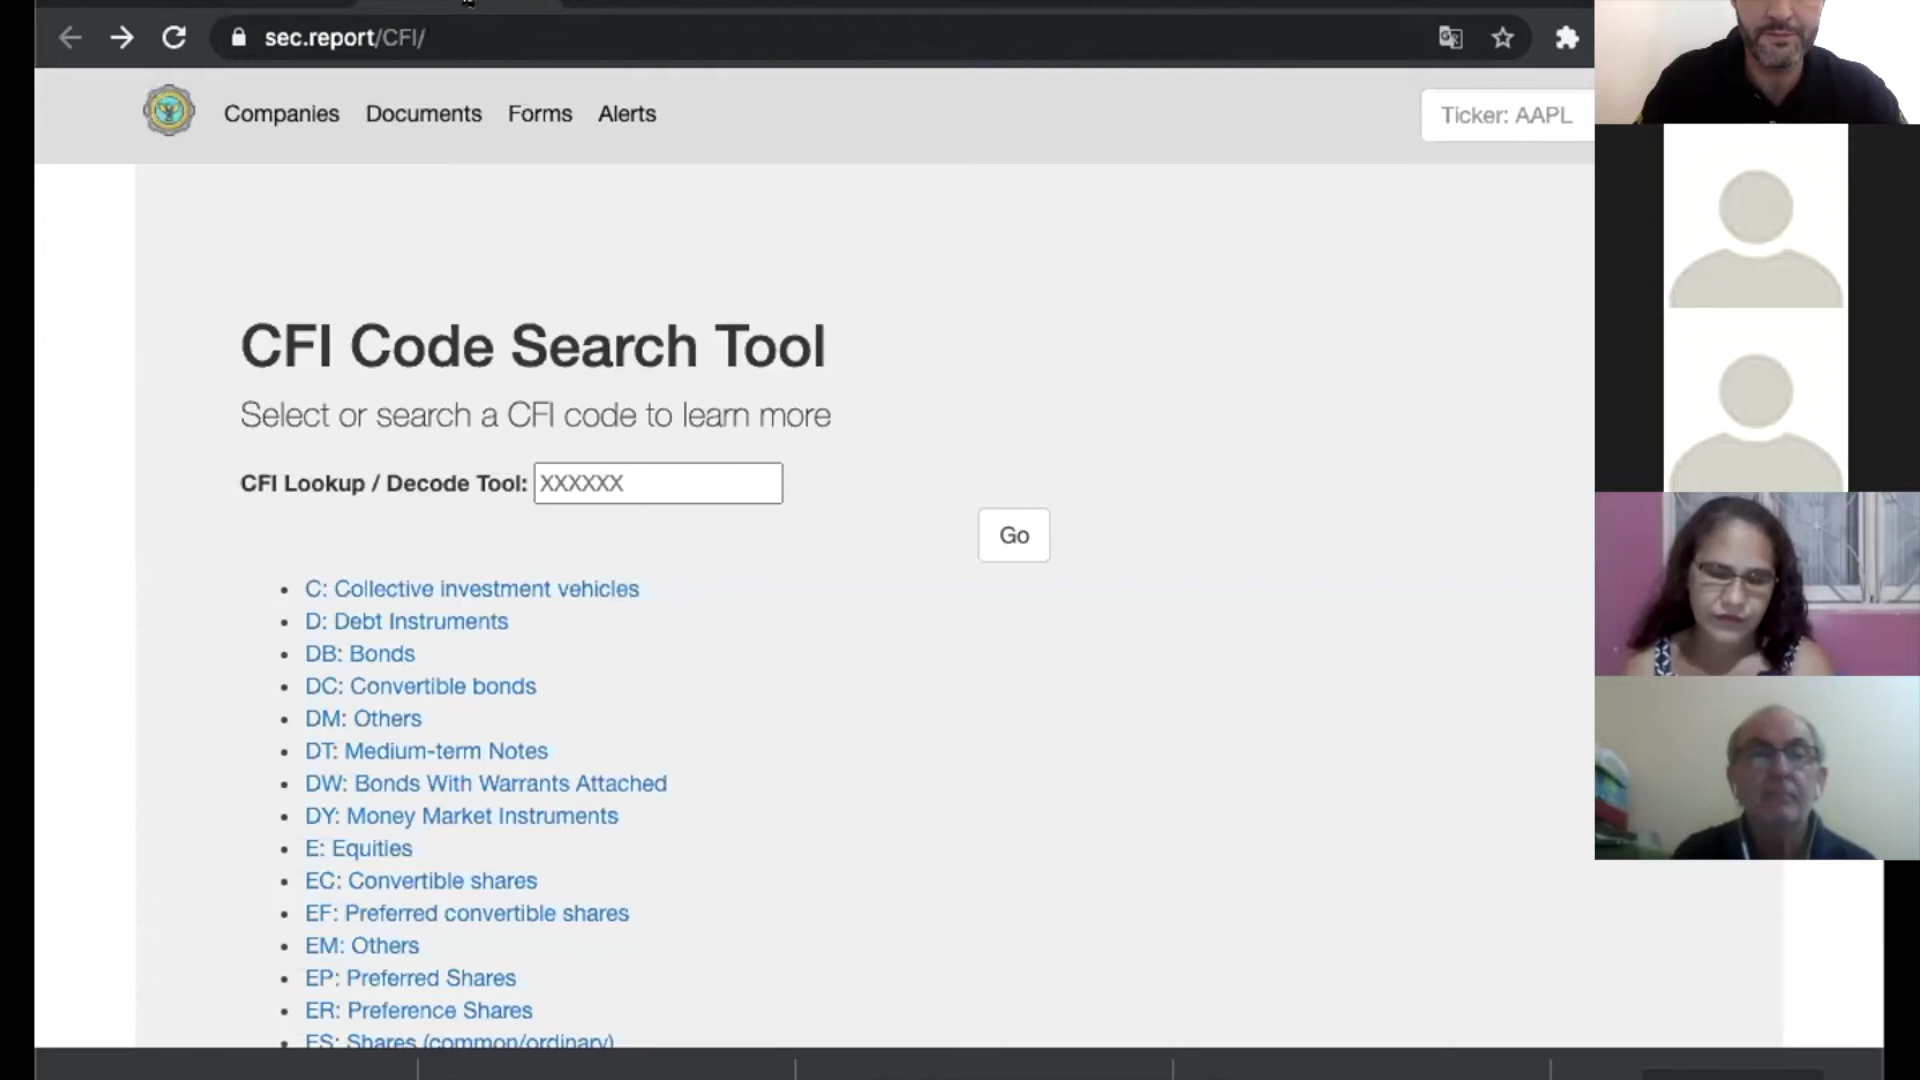 sec.report/CFI/
Companies Documents Forms Alerts
Ticker: AAPL
CFI Code Search Tool
Select or search a CFI code to learn more
CFI Lookup / Decode Tool: XXXXXX
Go
C: Collective investment vehicles
D: Debt Instruments
DB: Bonds
DC: Convertible bonds
DM: Others
DT: Medium-term Notes
DW: Bonds With Warrants Attached
DY: Money Market Instruments
E: Equities
EC: Convertible shares
EF: Preferred convertible shares
EM: Others
EP: Preferred Shares
ER: Preference Shares
ES: Shares (common/ordinary)